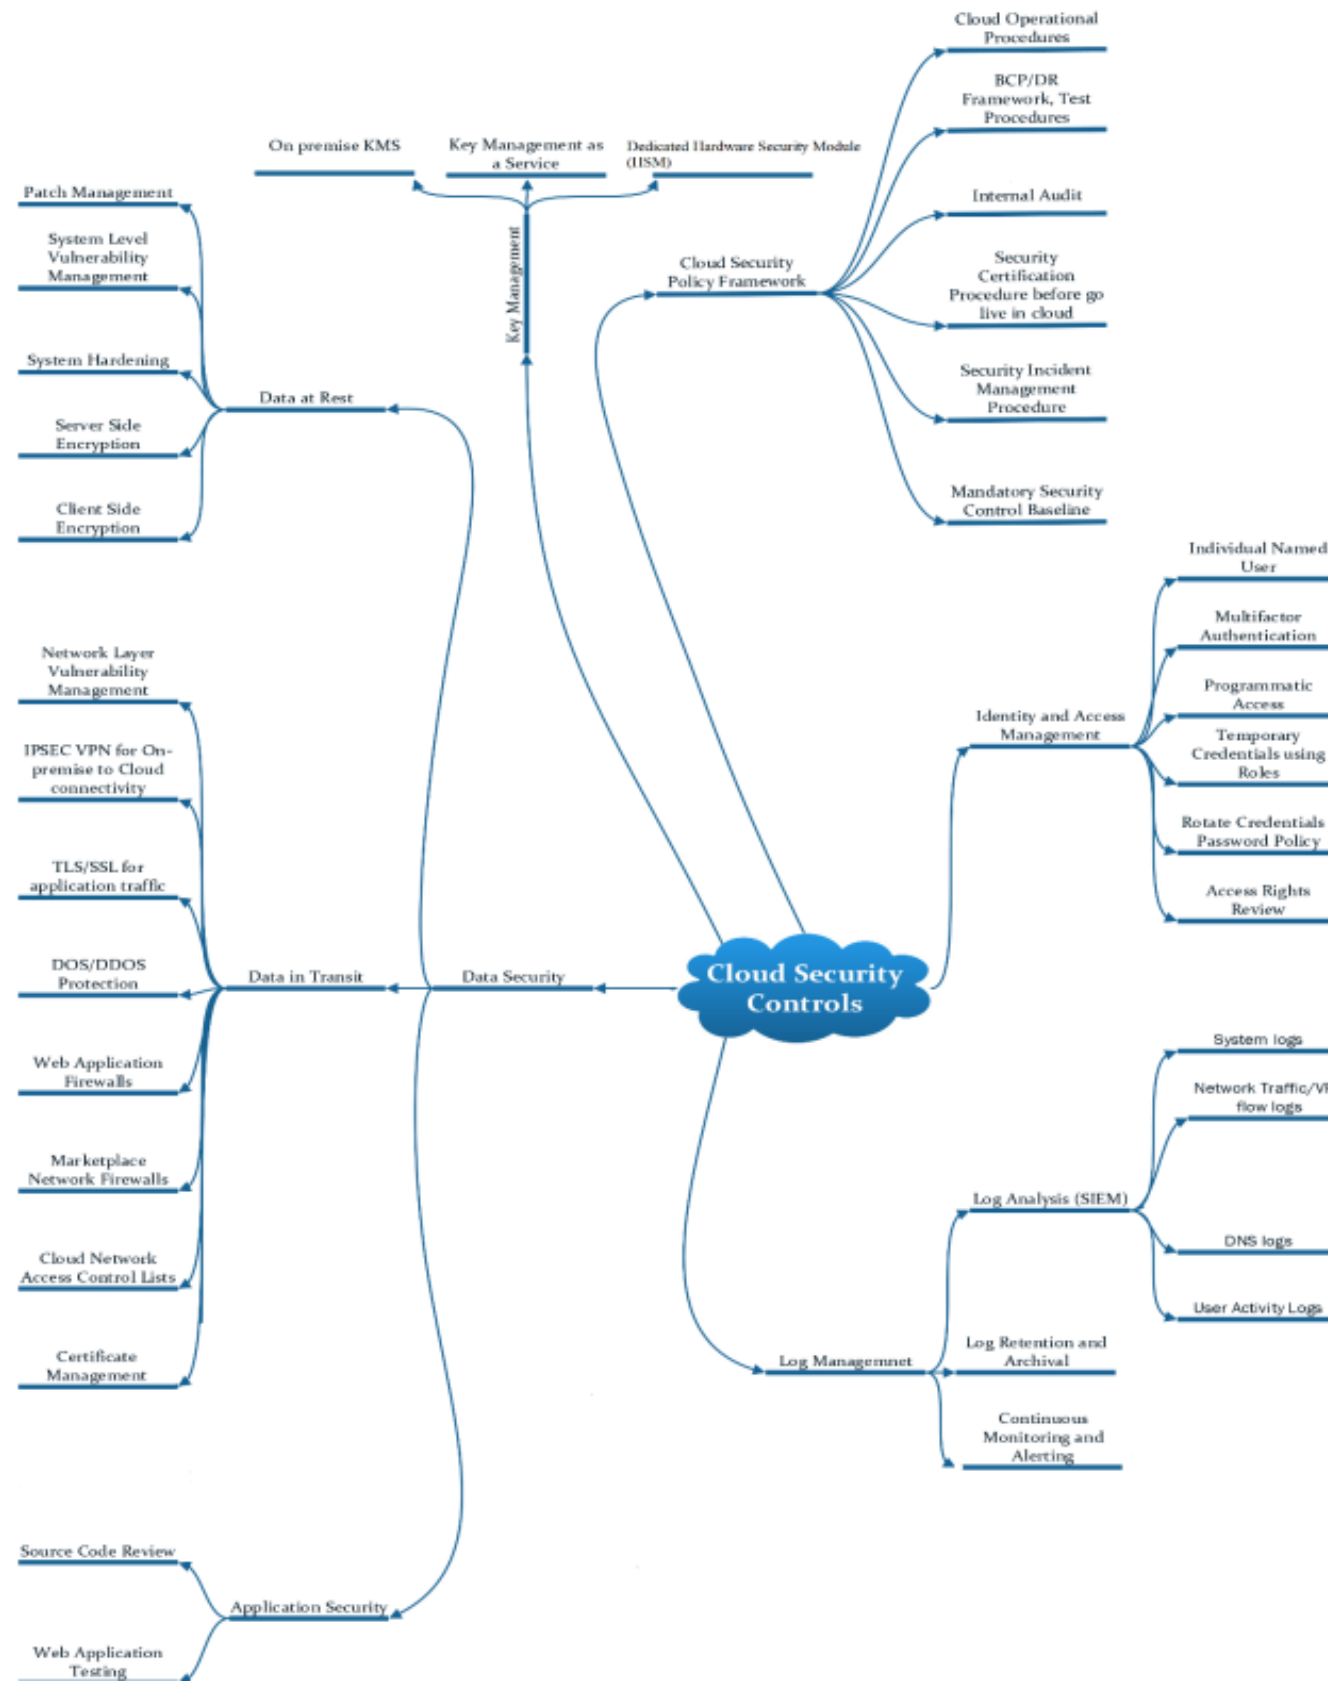 Cloud Operational
Procedures
BCP/DR
Framework, Test
Procedures
Internal Audit
Security
Certification
Procedure before go
live in cloud
Security Incident
Management
Procedure
Mandatory Security
Control Baseline
Cloud Security
Policy Framework
On premise KMS
Key Management as
a Service
Dedicated Hardware Security Module
(HSM)
Key Management
Patch Management
System Level
Vulnerability
Management
System Hardening
Server Side
Encryption
Client Side
Encryption
Data at Rest
Individual Named
User
Multifactor
Authentication
Programmatic
Access
Temporary
Credentials using
Roles
Rotate Credentials
Password Policy
Access Rights
Review
Identity and Access
Management
Network Layer
Vulnerability
Management
IPSEC VPN for On-
premise to Cloud
connectivity
TLS/SSL for
application traffic
DOS/DDOS
Protection
Web Application
Firewalls
Marketplace
Network Firewalls
Cloud Network
Access Control Lists
Certificate
Management
Data in Transit
Data Security
Cloud Security
Controls
System logs
Network Traffic/VP
flow logs
DNS logs
User Activity Logs
Log Analysis (SIEM)
Log Retention and
Archival
Continuous
Monitoring and
Alerting
Log Managemnet
Source Code Review
Web Application
Testing
Application Security